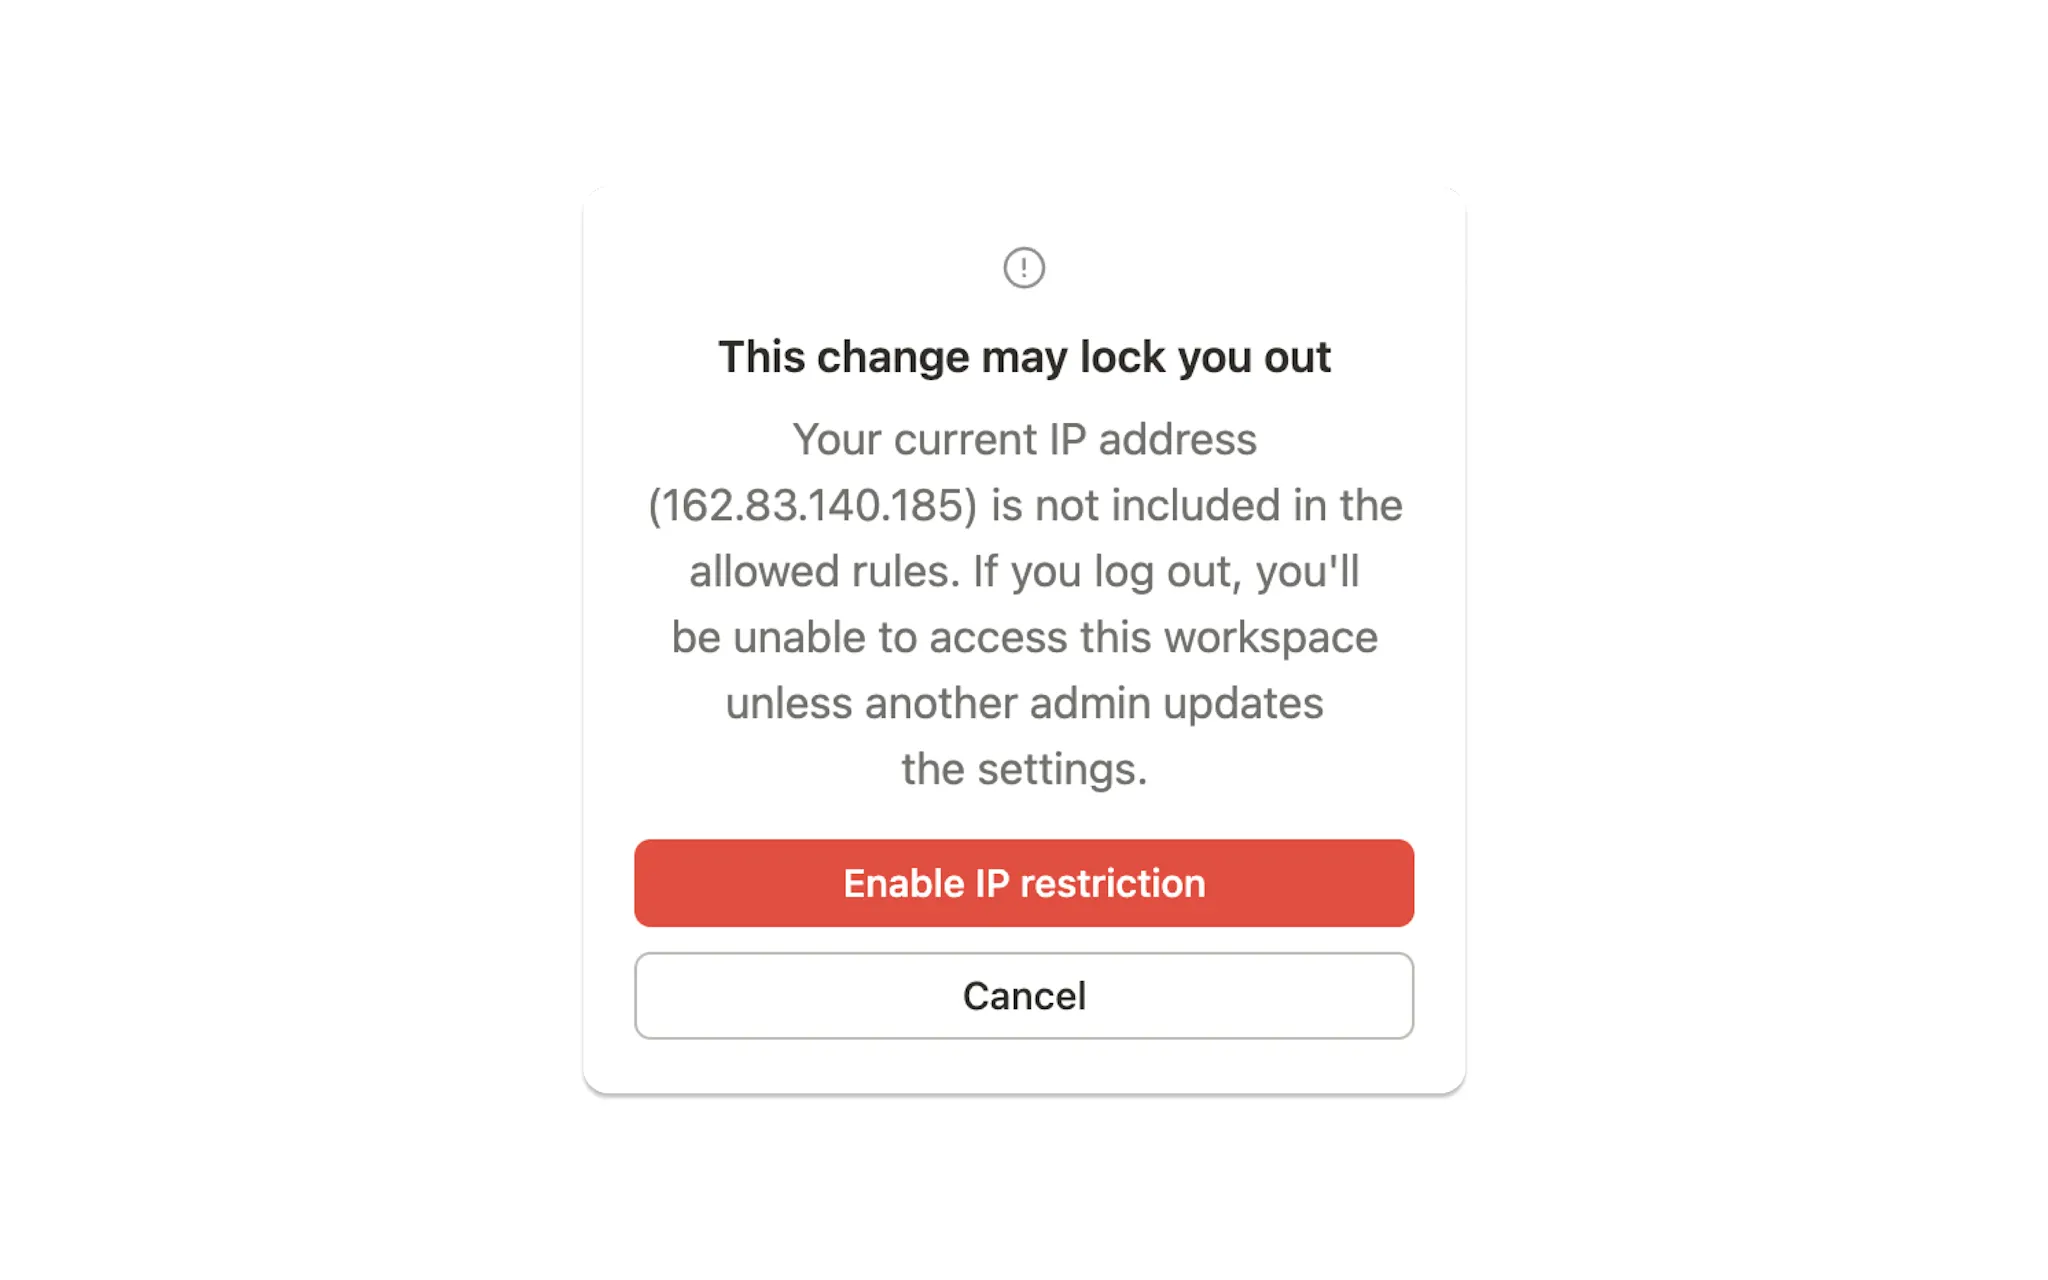 This change may lock you out
Your current IP address
(162.83.140.185) is not included in the
allowed rules. If you log out, you'll
be unable to access this workspace
unless another admin updates
the settings.
Enable IP restriction
Cancel